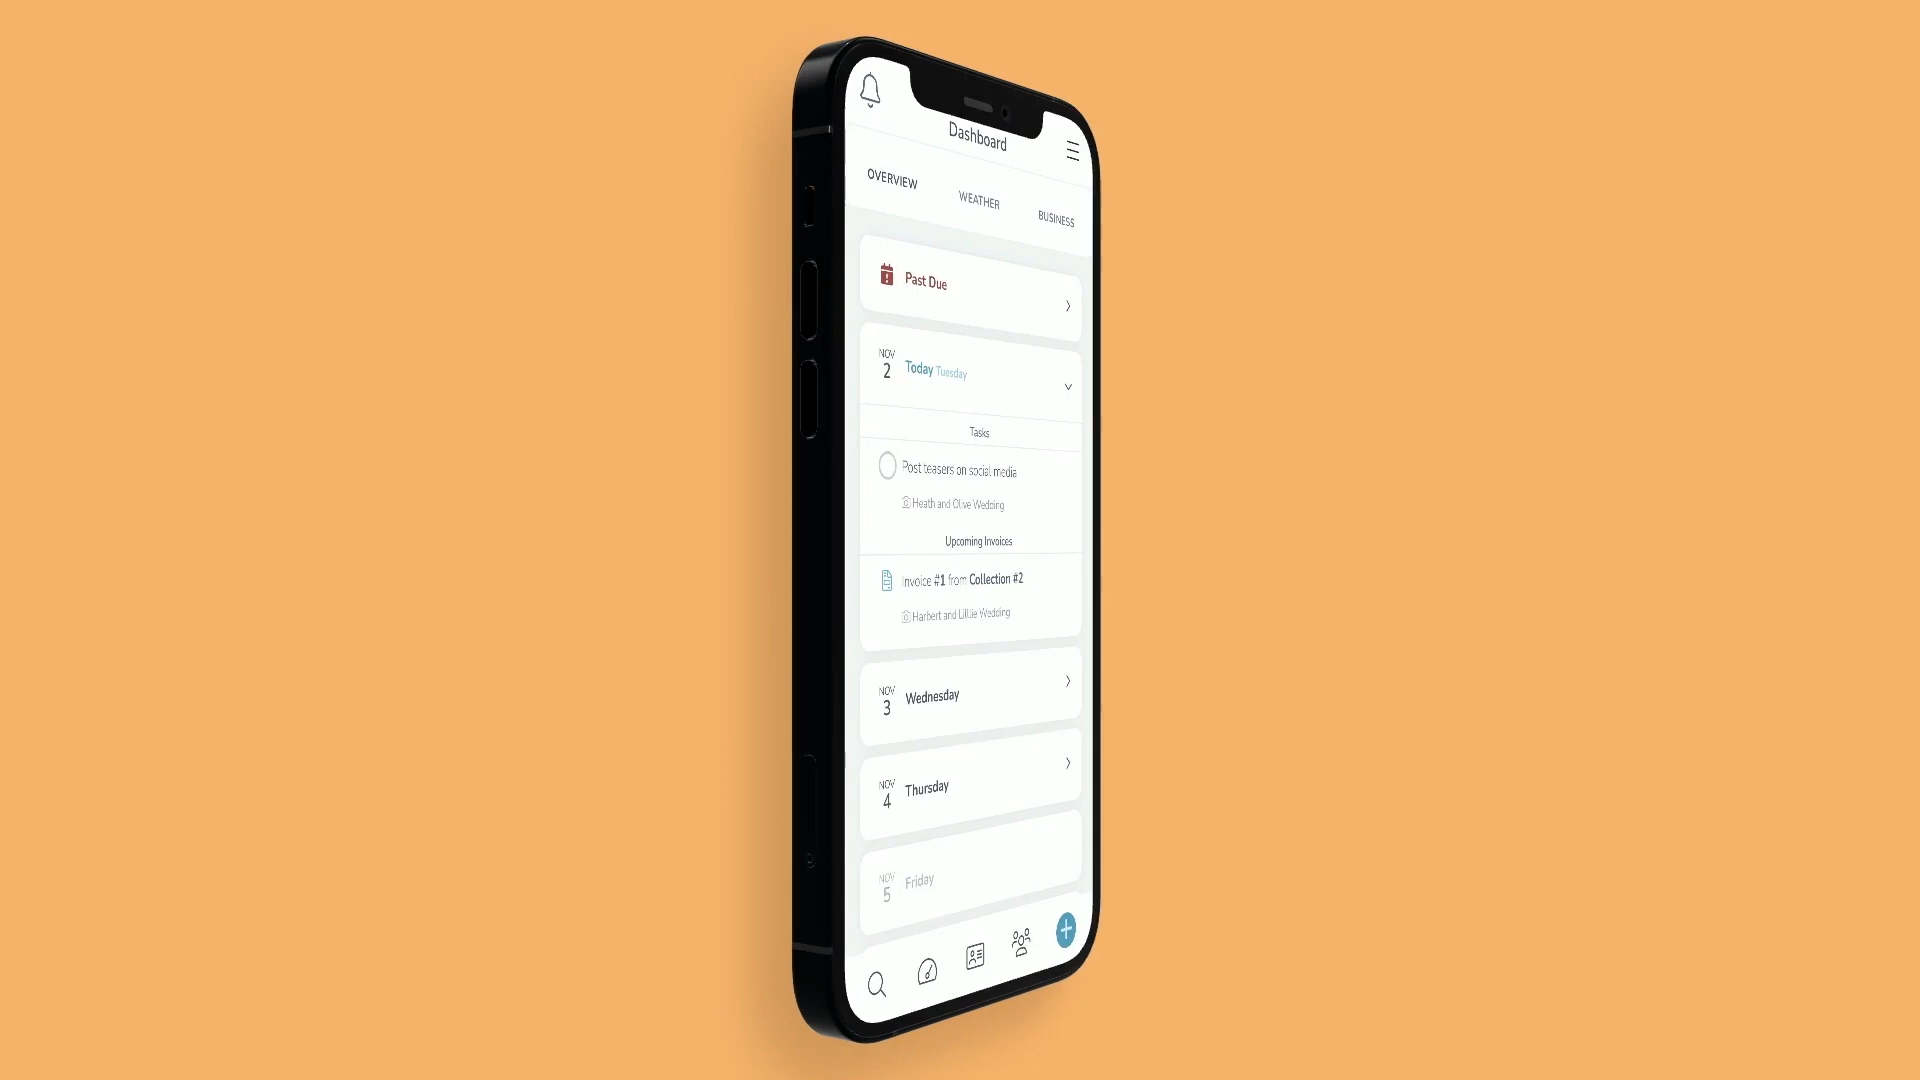 Dashboard
OVERVIEW
WEATHER
BUSINESS
Past Due
NOV
2
Today Tuesday
Tasks
Post teasers on social media
Heath and Olive Wedding
Upcoming Invoices
Invoice #1 from Collection #2
Harbert and Lilllie Wedding
NOV
3
Wednesday
NOV
4
Thursday
NOV
5
Friday